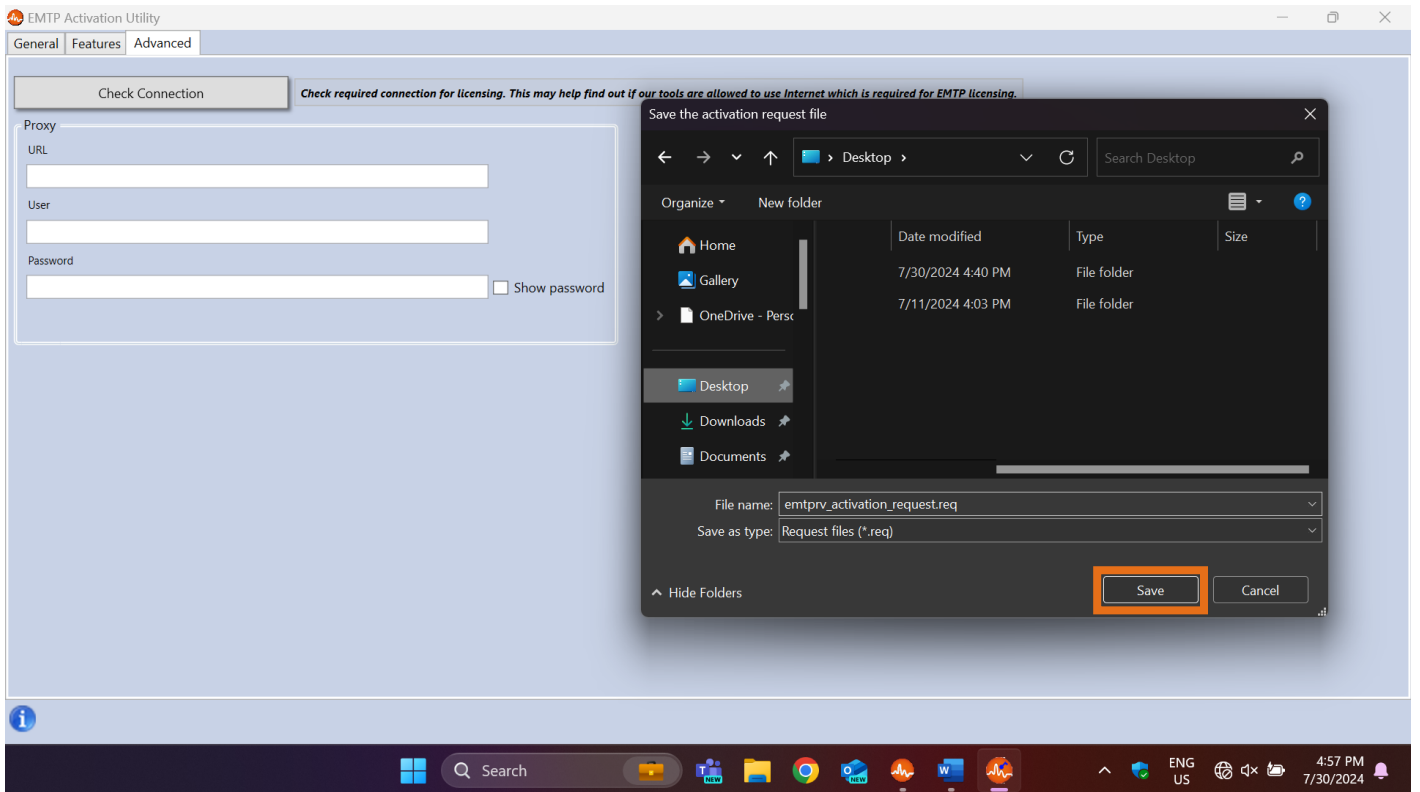 EMTP Activation Utility
General Features Advanced
Check Connection
Check required connection for licensing. This may help find out if our tools are allowed to use Internet which is required for EMTP licensing.
Proxy
URL
User
Password
Show password
Save the activation request file
Desktop
Search Desktop
Organize New folder
Date modified Type Size
Home
Gallery
OneDrive - Perso
Desktop
Downloads
Documents
7/30/2024 4:40 PM File folder
7/11/2024 4:03 PM File folder
File name: emtprv_activation_request.req
Save as type: Request files (*.req)
Hide Folders
Save Cancel
Search
NEW
NEW
W
ENG
US
4:57 PM
7/30/2024